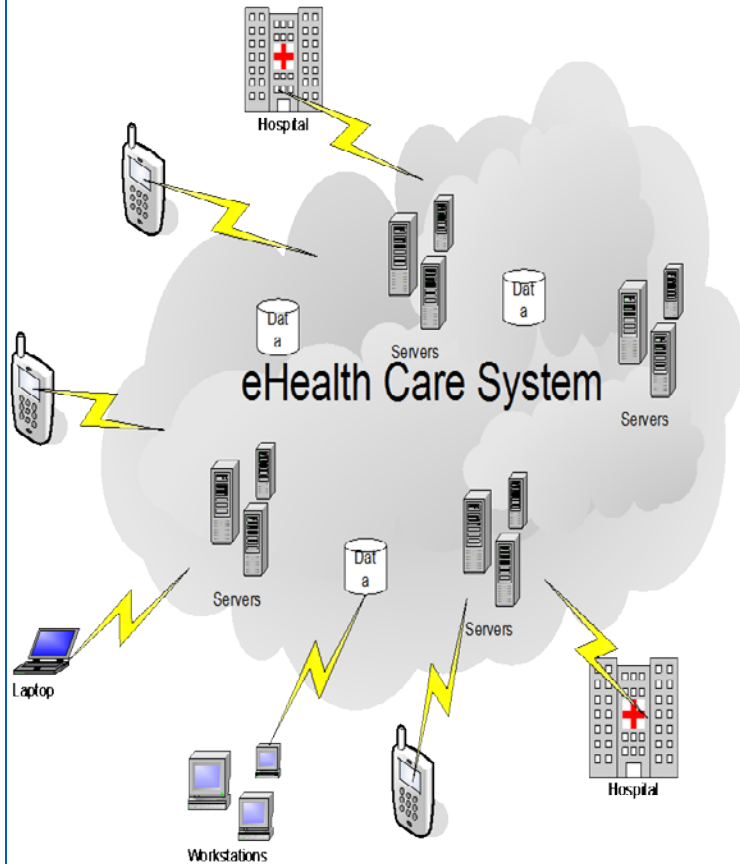 Hospital
Dat
a
Dat
a
Servers
eHealth Care System
Servers
Servers
Dat
a
Servers
Laptop
Hospital
Workstations